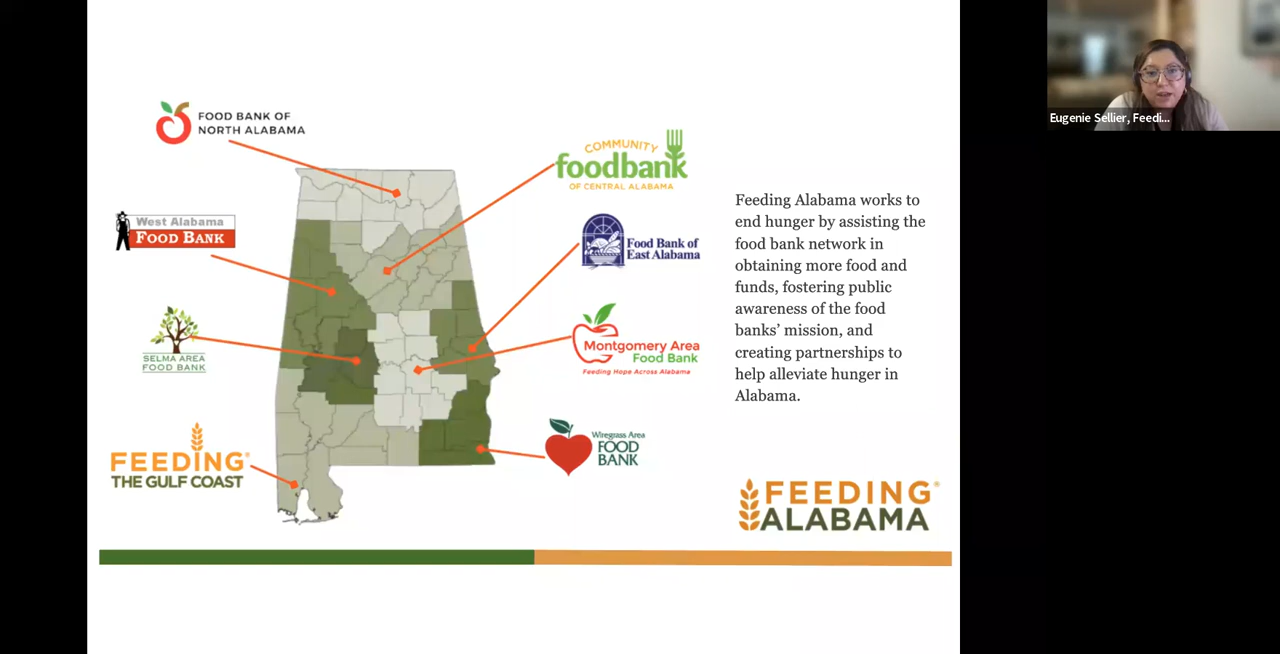 FOOD BANK OF
NORTH ALABAMA
COMMUNITY
foodbank
OF CENTRAL ALABAMA
West Alabama
FOOD BANK
Food Bank of
East Alabama
SELMA AREA
FOOD BANK
Montgomery Area
Food Bank
Feeding Hope Across Alabama
FEEDING®
THE GULF COAST
Wiregrass Area
FOOD
BANK
Feeding Alabama works to
end hunger by assisting the
food bank network in
obtaining more food and
funds, fostering public
awareness of the food
banks’ mission, and
creating partnerships to
help alleviate hunger in
Alabama.
FEEDING®
ALABAMA
Eugenie Sellier, Feedi...